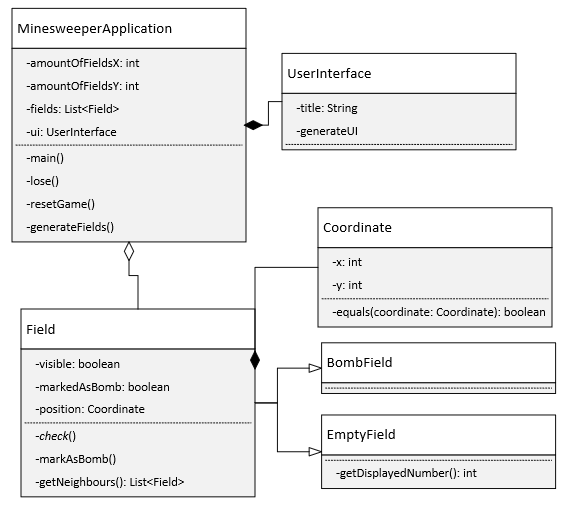 MinesweeperApplication
-amountOfFieldsX: int
-amountOfFieldsY: int
-fields: List<Field>
-ui: UserInterface
-main()
-lose()
-resetGame()
-generateFields()
UserInterface
-title: String
-generateUI
Coordinate
-x: int
-y: int
-equals(coordinate: Coordinate): boolean
Field
-visible: boolean
-markedAsBomb: boolean
-position: Coordinate
-check()
-markAsBomb()
-getNeighbours(): List<Field>
BombField
EmptyField
-getDisplayedNumber(): int